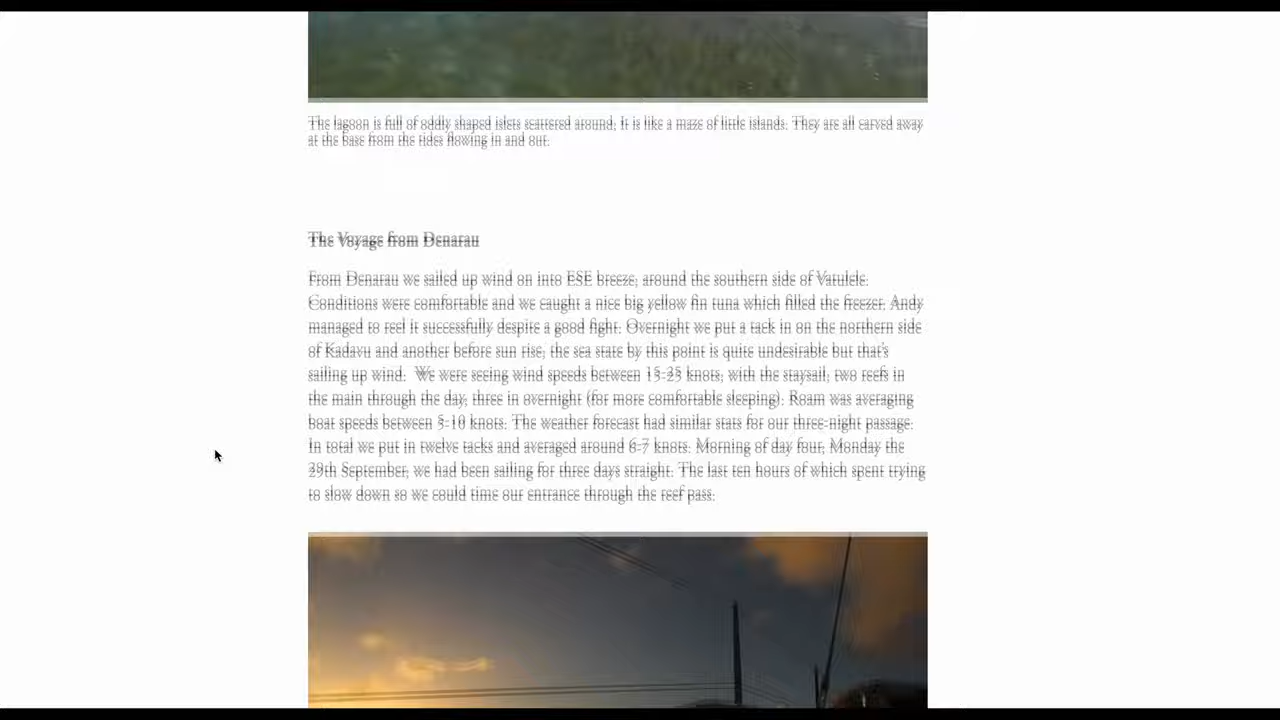 The lagoon is full of oddly shaped islets scattered around. It is like a maze of little islands. They are all carved away
at the base from the tides flowing in and out.
The Voyage from Denarau
From Denarau we sailed up wind on into ESE breeze, around the southern side of Vatulele.
Conditions were comfortable and we caught a nice big yellow fin tuna which filled the freezer. Andy
managed to reel it successfully despite a good fight. Overnight we put a tack in on the northern side
of Kadavu and another before sun rise, the sea state by this point is quite undesirable but that's
sailing up wind. We were seeing wind speeds between 15-25 knots, with the staysail, two reefs in
the main through the day, three in overnight (for more comfortable sleeping). Roam was averaging
boat speeds between 5-10 knots. The weather forecast had similar stats for our three-night passage.
In total we put in twelve tacks and averaged around 6-7 knots. Morning of day four, Monday the
29th September, we had been sailing for three days straight. The last ten hours of which spent trying
to slow down so we could time our entrance through the reef pass.